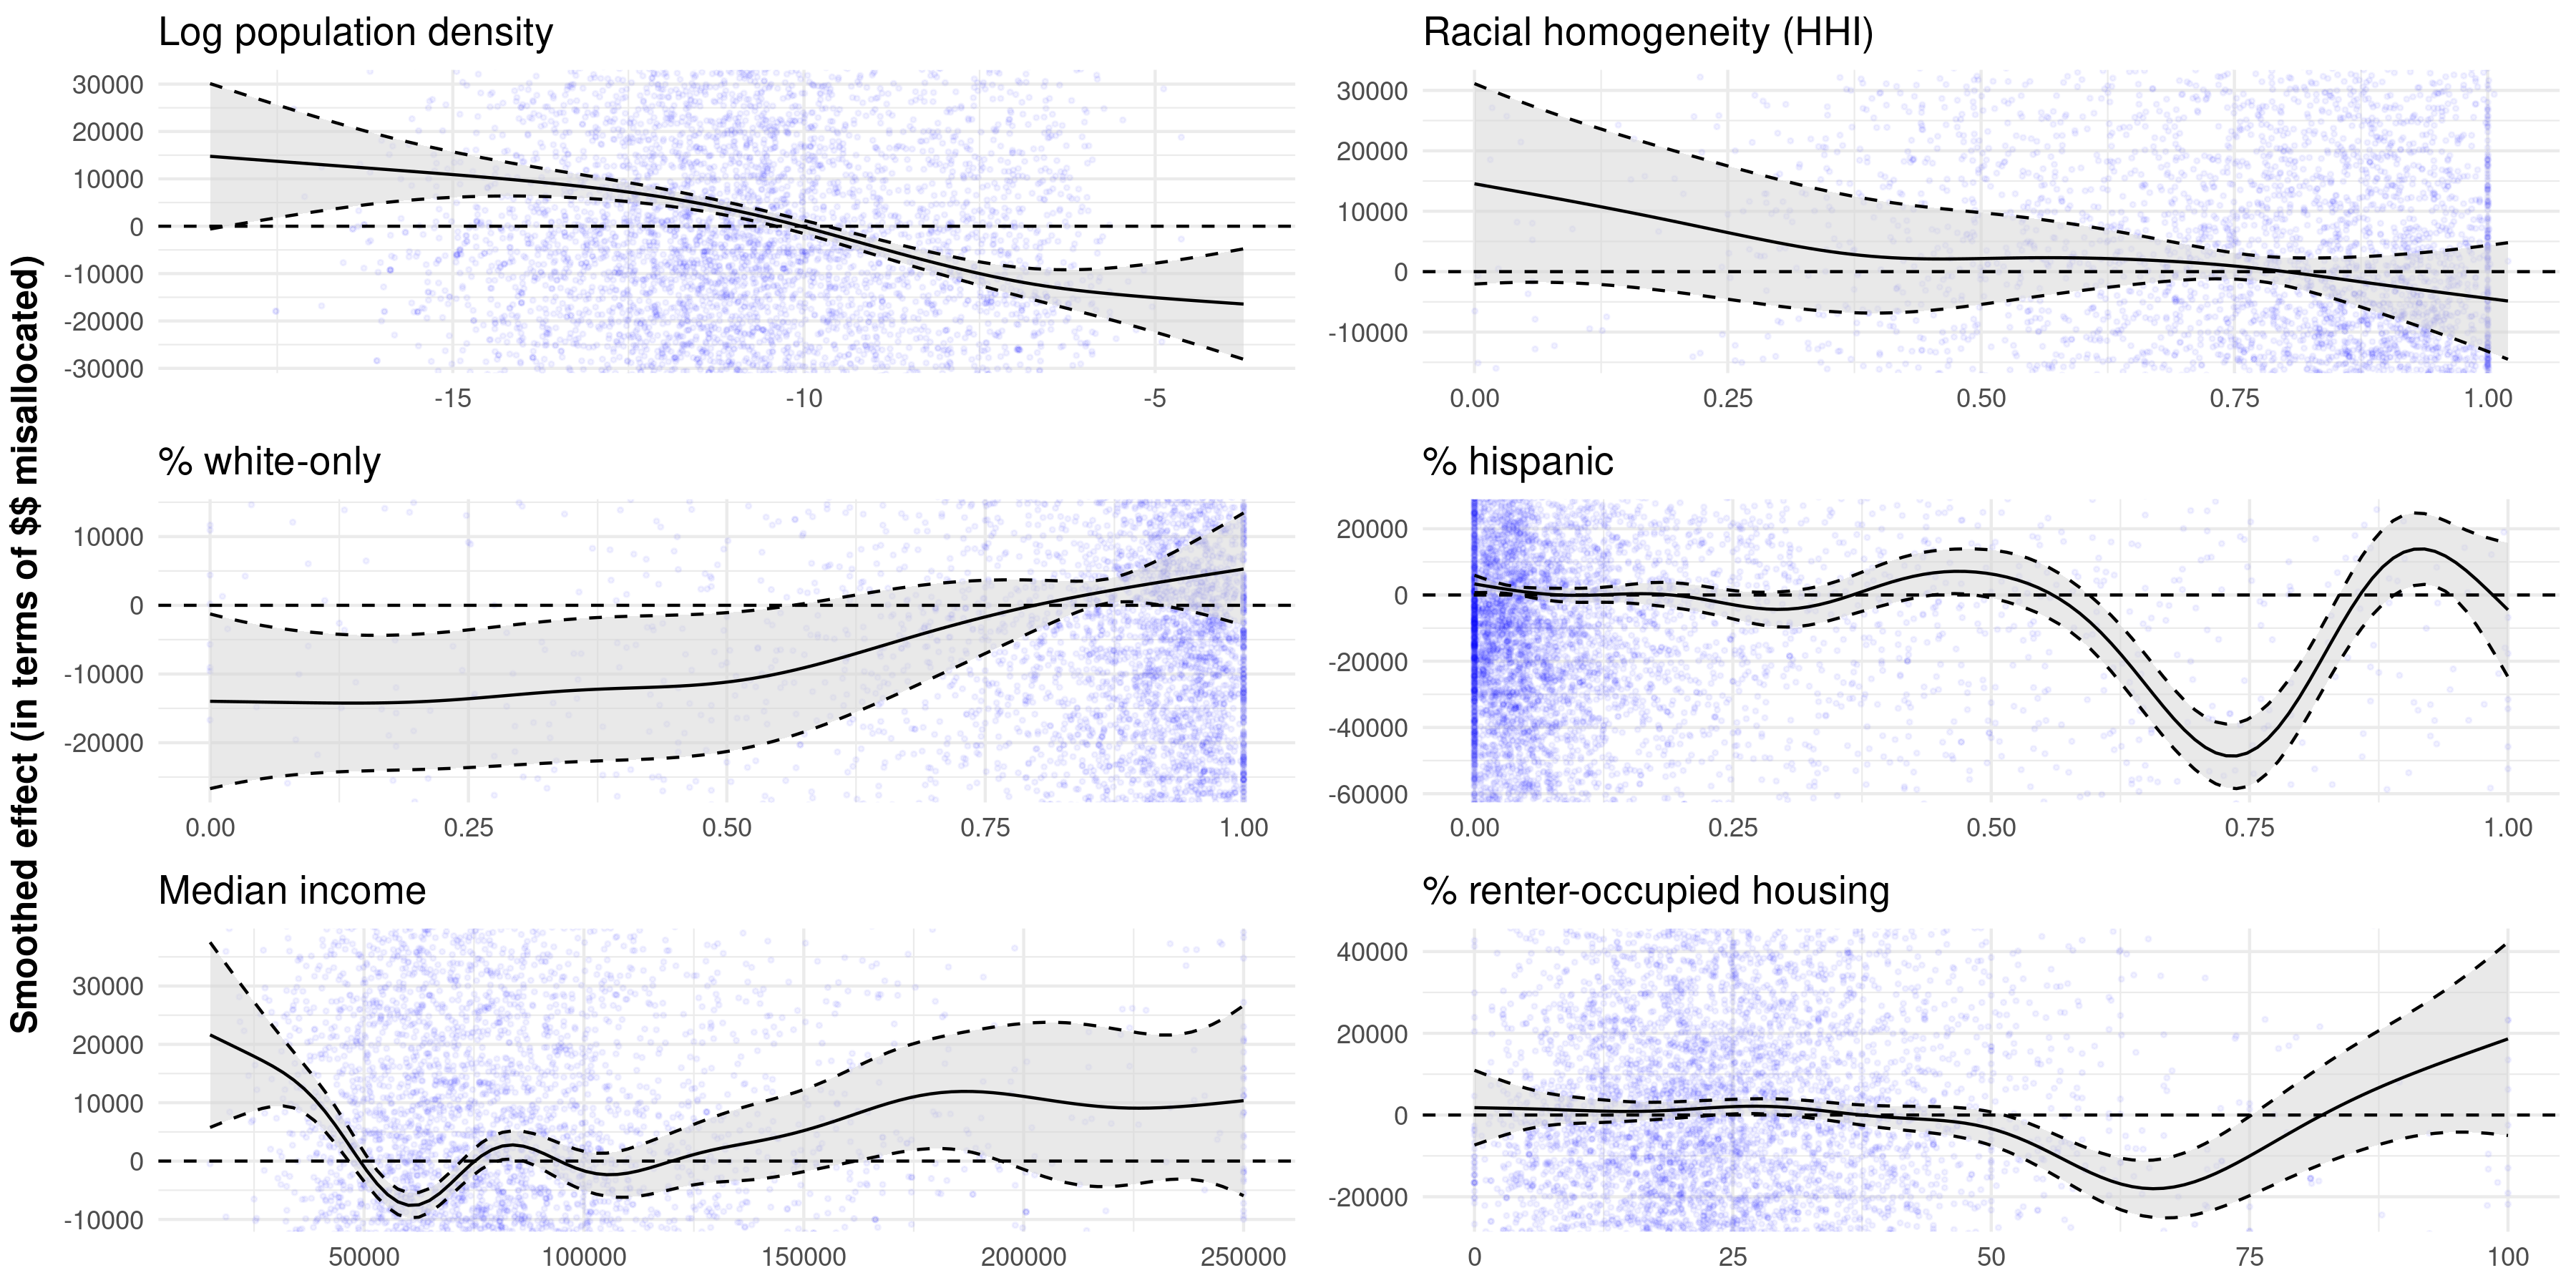 Smoothed effect (in terms of $$ misallocated)
Log population density
30000
20000
10000
0
-10000
-20000
-30000
-15 -10 -5
Racial homogeneity (HHI)
30000
20000
10000
0
-10000
0.00 0.25 0.50 0.75 1.00
% white-only
10000
0
-10000
-20000
0.00 0.25 0.50 0.75 1.00
% hispanic
20000
0
-20000
-40000
-60000
0.00 0.25 0.50 0.75 1.00
Median income
30000
20000
10000
0
-10000
50000 100000 150000 200000 250000
% renter-occupied housing
40000
20000
0
-20000
0 25 50 75 100